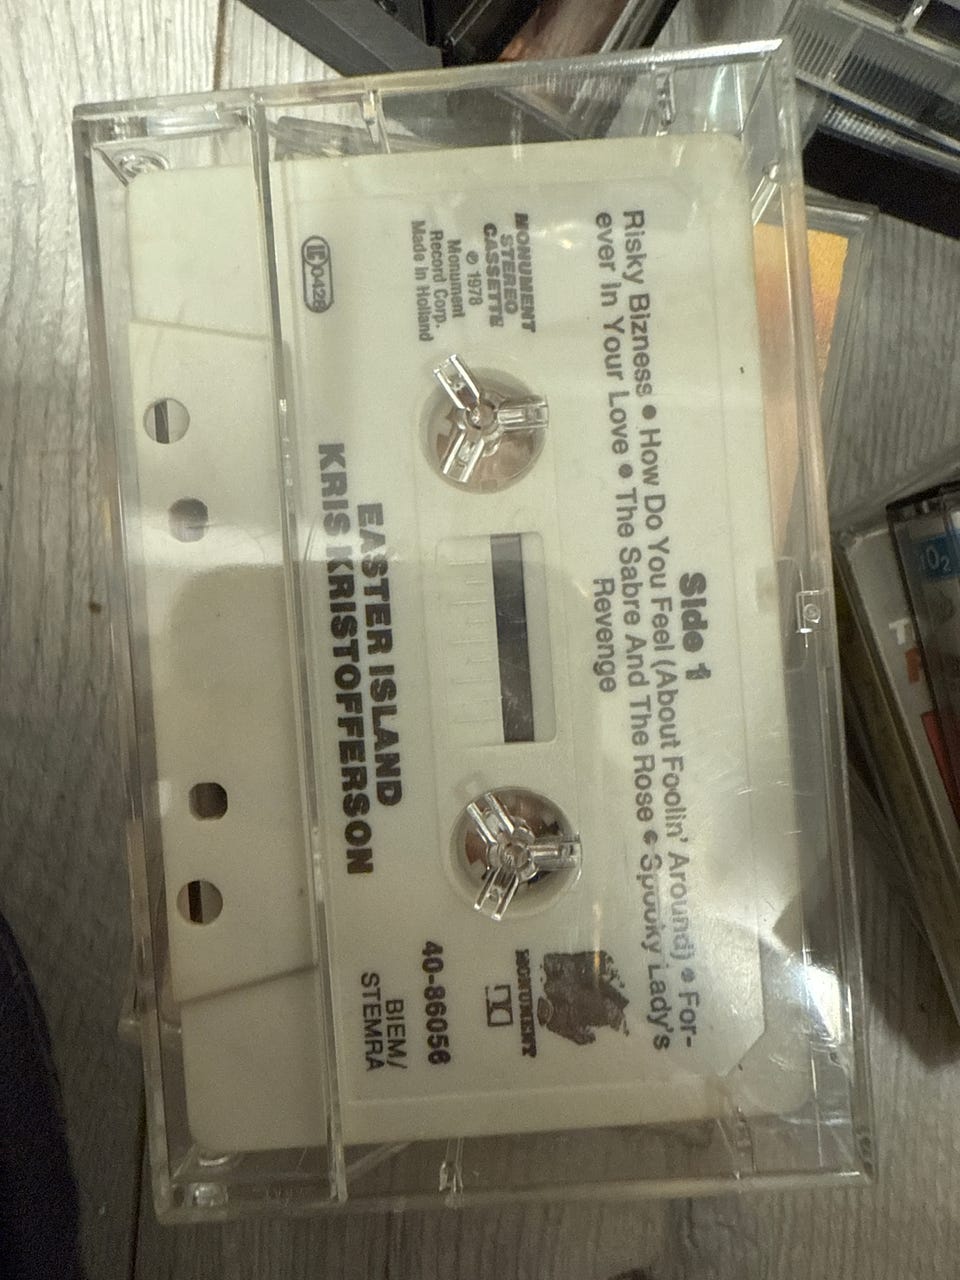 Side 1
Risky Bizness • How Do You Feel (About Foolin' Around) • For-
ever in Your Love • The Sabre And The Rose • Spooky Lady's
Revenge
MONUMENT
STEREO
CASSETTE
℗ 1978
Monument
Record Corp.
Made in Holland
MONUMENT
40-86056
BIEM/
STEMRA
EASTER ISLAND
KRIS KRISTOFFERSON
LC 0428